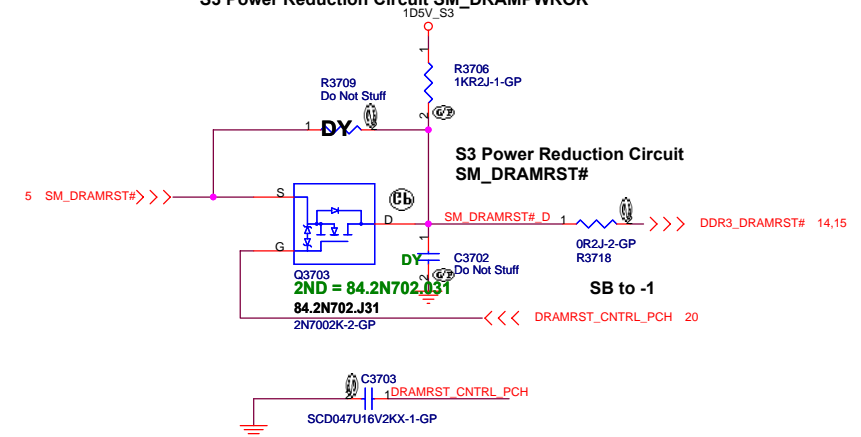 S3 Power Reduction Circuit SM_DRAMPWROK
1D5V_S3
1
R3706
1KR2J-1-GP
2
G/P
R3709
Do Not Stuff
1
DY
S3 Power Reduction Circuit
SM_DRAMRST#
5 SM_DRAMRST#
S
D
SM_DRAMRST#_D
1
DDR3_DRAMRST# 14,15
0R2J-2-GP
R3718
G
1
DY
C3702
2
G/P
Do Not Stuff
Q3703
2ND = 84.2N702.031
SB to -1
84.2N702.J31
2N7002K-2-GP
DRAMRST_CNTRL_PCH 20
C3703
2
1
DRAMRST_CNTRL_PCH
SCD047U16V2KX-1-GP